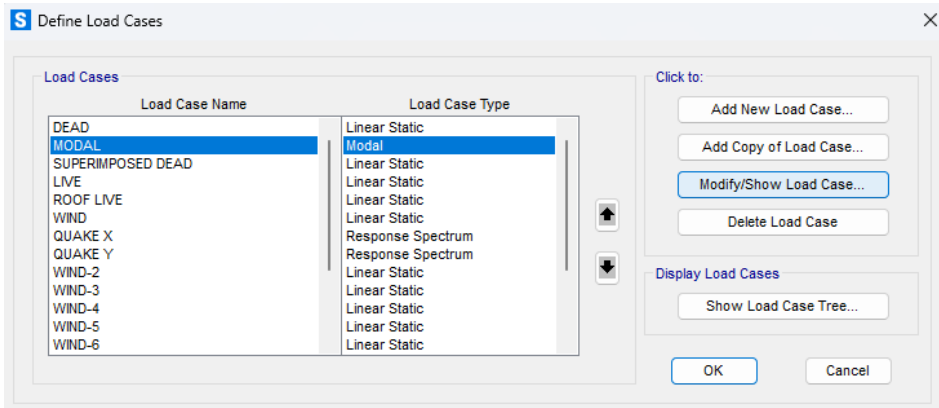 S Define Load Cases
Load Cases
Click to:
Load Case Name Load Case Type
Add New Load Case...
DEAD Linear Static
MODAL Modal
Add Copy of Load Case...
SUPERIMPOSED DEAD Linear Static
LIVE Linear Static
Modify/Show Load Case...
ROOF LIVE Linear Static
WIND Linear Static
Delete Load Case
QUAKE X Response Spectrum
QUAKE Y Response Spectrum
WIND-2 Linear Static
Display Load Cases
WIND-3 Linear Static
WIND-4 Linear Static
Show Load Case Tree...
WIND-5 Linear Static
WIND-6 Linear Static
OK Cancel